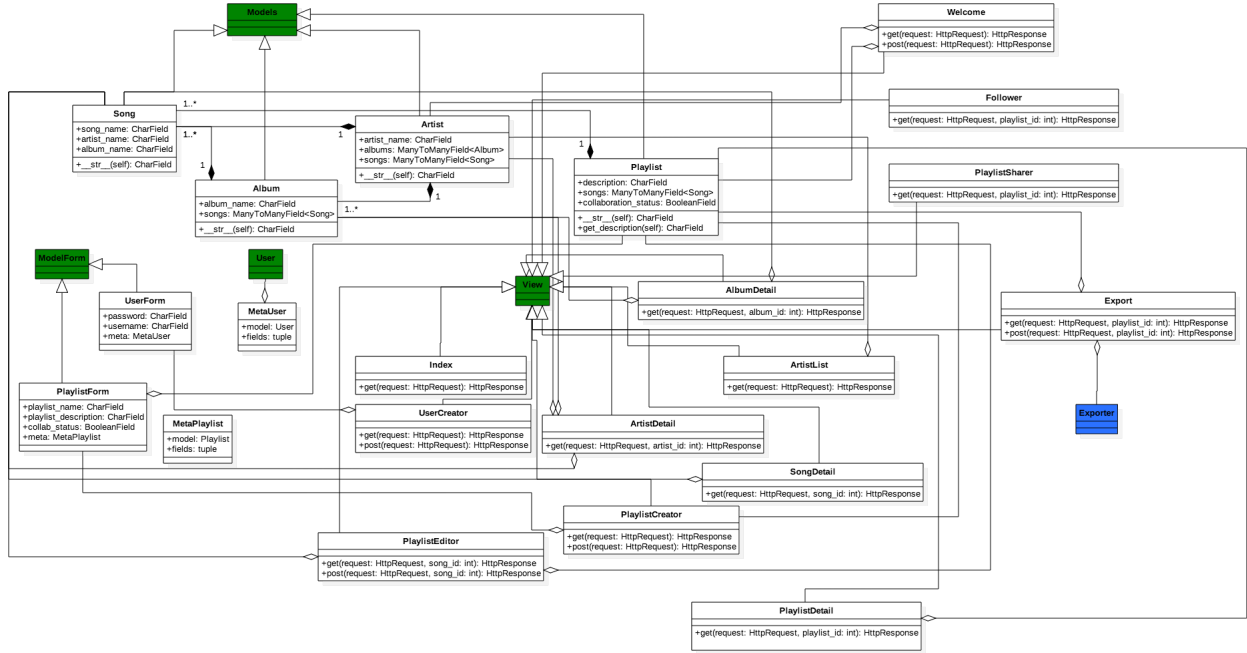 Models
Welcome
+get(request: HttpRequest): HttpResponse
+post(request: HttpRequest): HttpResponse
Follower
+get(request: HttpRequest, playlist_id: int): HttpResponse
1..*
Song
+song_name: CharField
+artist_name: CharField
+album_name: CharField
+__str__(self): CharField
1..*
1
Artist
+artist_name: CharField
+albums: ManyToManyField<Album>
+songs: ManyToManyField<Song>
+__str__(self): CharField
1
Playlist
+description: CharField
+songs: ManyToManyField<Song>
+collaboration_status: BooleanField
+__str__(self): CharField
+get_description(self): CharField
PlaylistSharer
+get(request: HttpRequest, playlist_id: int): HttpResponse
1
Album
+album_name: CharField
+songs: ManyToManyField<Song>
+__str__(self): CharField
1
1..*
ModelForm
User
View
UserForm
+password: CharField
+username: CharField
+meta: MetaUser
MetaUser
+model: User
+fields: tuple
AlbumDetail
+get(request: HttpRequest, album_id: int): HttpResponse
Export
+get(request: HttpRequest, playlist_id: int): HttpResponse
+post(request: HttpRequest, playlist_id: int): HttpResponse
Index
+get(request: HttpRequest): HttpResponse
ArtistList
+get(request: HttpRequest): HttpResponse
PlaylistForm
+playlist_name: CharField
+playlist_description: CharField
+collab_status: BooleanField
+meta: MetaPlaylist
MetaPlaylist
+model: Playlist
+fields: tuple
UserCreator
+get(request: HttpRequest): HttpResponse
+post(request: HttpRequest): HttpResponse
ArtistDetail
+get(request: HttpRequest, artist_id: int): HttpResponse
Exporter
SongDetail
+get(request: HttpRequest, song_id: int): HttpResponse
PlaylistCreator
+get(request: HttpRequest): HttpResponse
+post(request: HttpRequest): HttpResponse
PlaylistEditor
+get(request: HttpRequest, song_id: int): HttpResponse
+post(request: HttpRequest, song_id: int): HttpResponse
PlaylistDetail
+get(request: HttpRequest, playlist_id: int): HttpResponse